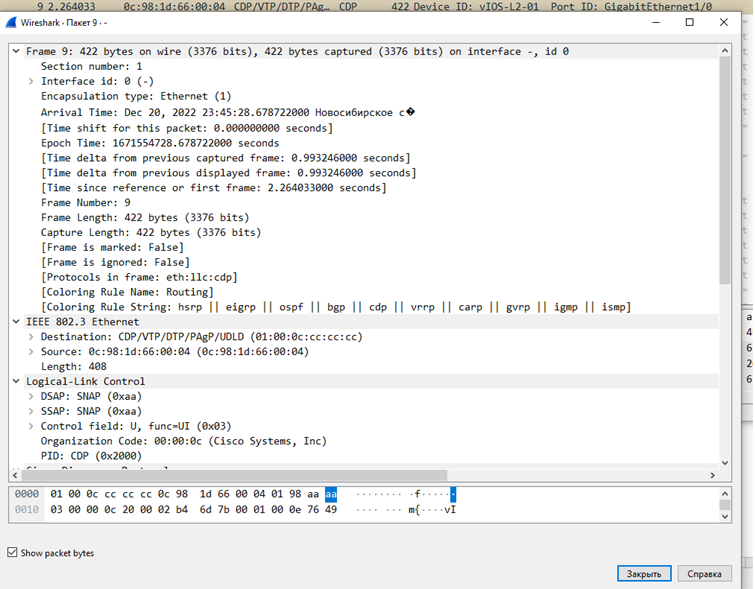 9 2.264033 0c:98:1d:66:00:04 CDP/VTP/DTP/PAg… CDP 422 Device ID: vIOS-L2-01 Port ID: GigabitEthernet1/0
Wireshark · Пакет 9 · -
Frame 9: 422 bytes on wire (3376 bits), 422 bytes captured (3376 bits) on interface -, id 0
Section number: 1
Interface id: 0 (-)
Encapsulation type: Ethernet (1)
Arrival Time: Dec 20, 2022 23:45:28.678722000 Новосибирское с�
[Time shift for this packet: 0.000000000 seconds]
Epoch Time: 1671554728.678722000 seconds
[Time delta from previous captured frame: 0.993246000 seconds]
[Time delta from previous displayed frame: 0.993246000 seconds]
[Time since reference or first frame: 2.264033000 seconds]
Frame Number: 9
Frame Length: 422 bytes (3376 bits)
Capture Length: 422 bytes (3376 bits)
[Frame is marked: False]
[Frame is ignored: False]
[Protocols in frame: eth:llc:cdp]
[Coloring Rule Name: Routing]
[Coloring Rule String: hsrp || eigrp || ospf || bgp || cdp || vrrp || carp || gvrp || igmp || ismp]
IEEE 802.3 Ethernet
Destination: CDP/VTP/DTP/PAgP/UDLD (01:00:0c:cc:cc:cc)
Source: 0c:98:1d:66:00:04 (0c:98:1d:66:00:04)
Length: 408
Logical-Link Control
DSAP: SNAP (0xaa)
SSAP: SNAP (0xaa)
Control field: U, func=UI (0x03)
Organization Code: 00:00:0c (Cisco Systems, Inc)
PID: CDP (0x2000)
0000 01 00 0c cc cc cc 0c 98 1d 66 00 04 01 98 aa aa ········ ·f······
0010 03 00 00 0c 20 00 02 b4 6d 7b 00 01 00 0e 76 49 ···· ··· m{····vI
Show packet bytes
Закрыть
Справка